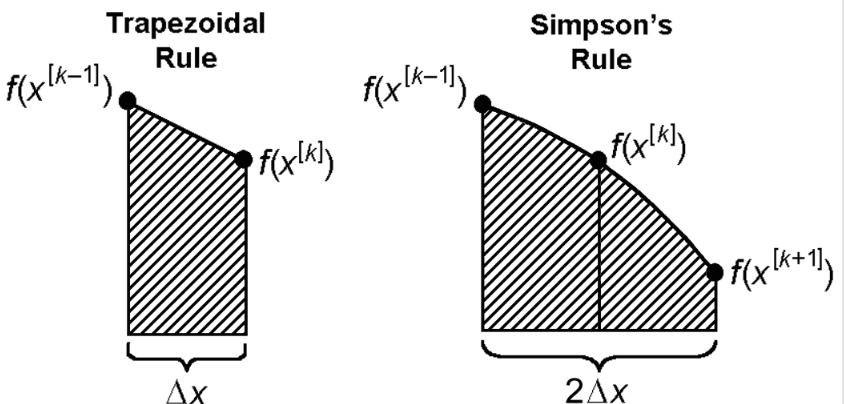 Trapezoidal
Rule
f(x^[k−1])
f(x^[k])
Δx
Simpson's
Rule
f(x^[k−1])
f(x^[k])
f(x^[k+1])
2Δx